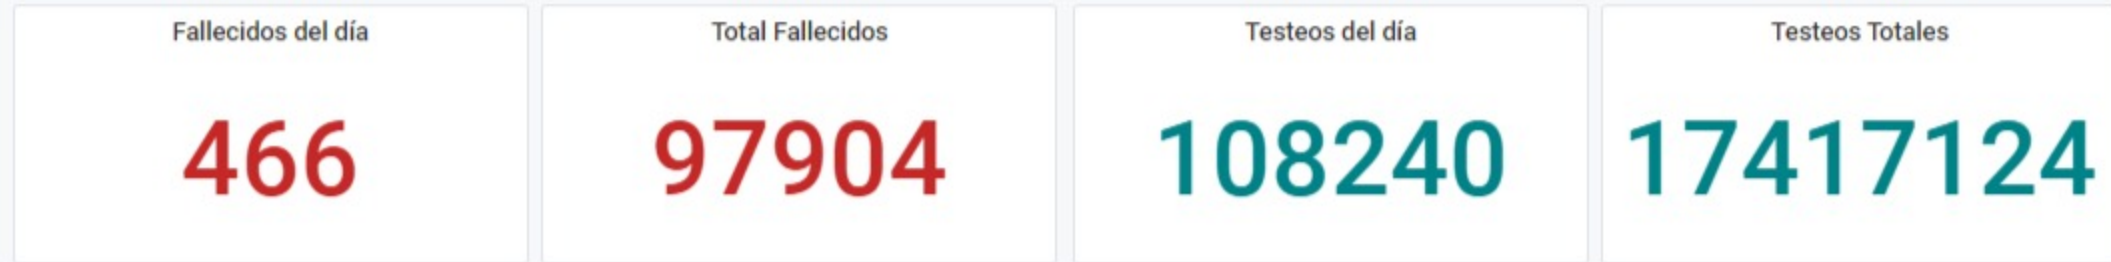 Fallecidos del día
Total Fallecidos
Testeos del día
Testeos Totales
466
97904
108240
17417124